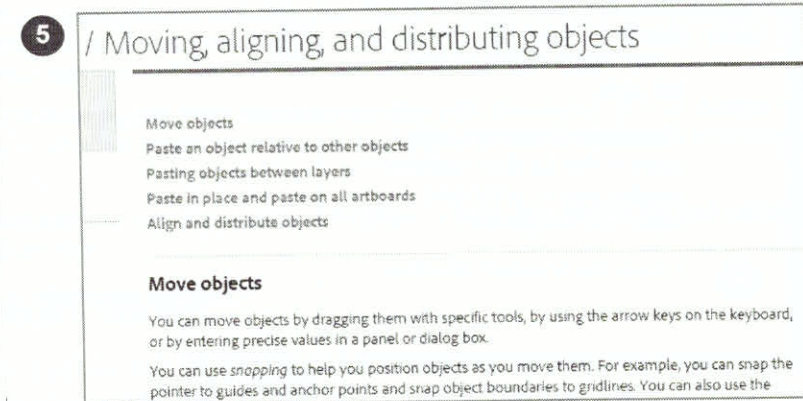 5
/ Moving, aligning, and distributing objects
Move objects
Paste an object relative to other objects
Pasting objects between layers
Paste in place and paste on all artboards
Align and distribute objects
Move objects
You can move objects by dragging them with specific tools, by using the arrow keys on the keyboard,
or by entering precise values in a panel or dialog box.
You can use snapping to help you position objects as you move them. For example, you can snap the
pointer to guides and anchor points and snap object boundaries to gridlines. You can also use the